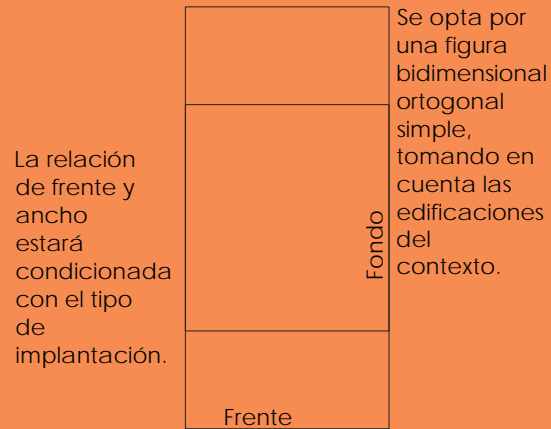 La relación
de frente y
ancho
estará
condicionada
con el tipo
de
implantación.
Se opta por
una figura
bidimensional
ortogonal
simple,
tomando en
cuenta las
edificaciones
del
contexto.
Fondo
Frente